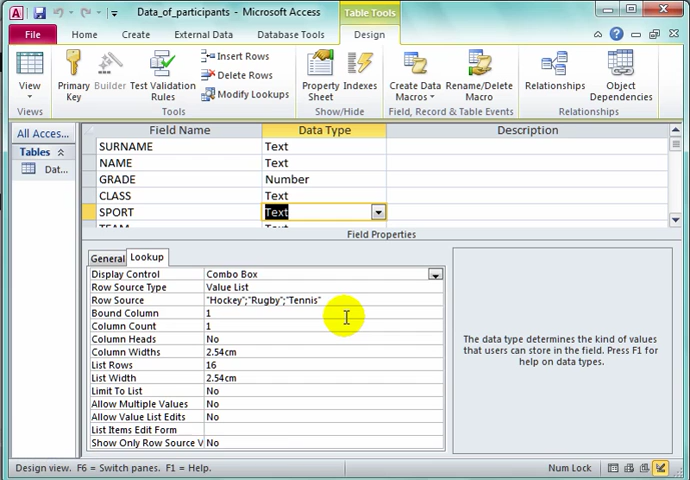 Data_of_participants - Microsoft Access
Table Tools
File Home Create External Data Database Tools Design
View
Primary Key
Builder
Test Validation Rules
Insert Rows
Delete Rows
Modify Lookups
Property Sheet
Indexes
Create Data Macros
Rename/Delete Macro
Relationships
Object Dependencies
Views Tools Show/Hide Field, Record & Table Events Relationships
All Acces...
Tables
Dat...
Field Name Data Type Description
SURNAME Text
NAME Text
GRADE Number
CLASS Text
SPORT Text
TEAM Text
Field Properties
General Lookup
Display Control Combo Box
Row Source Type Value List
Row Source "Hockey";"Rugby";"Tennis"
Bound Column 1
Column Count 1
Column Heads No
Column Widths 2.54cm
List Rows 16
List Width 2.54cm
Limit To List No
Allow Multiple Values No
Allow Value List Edits No
List Items Edit Form
Show Only Row Source V No
The data type determines the kind of values
that users can store in the field. Press F1 for
help on data types.
Design view. F6 = Switch panes. F1 = Help.
Num Lock